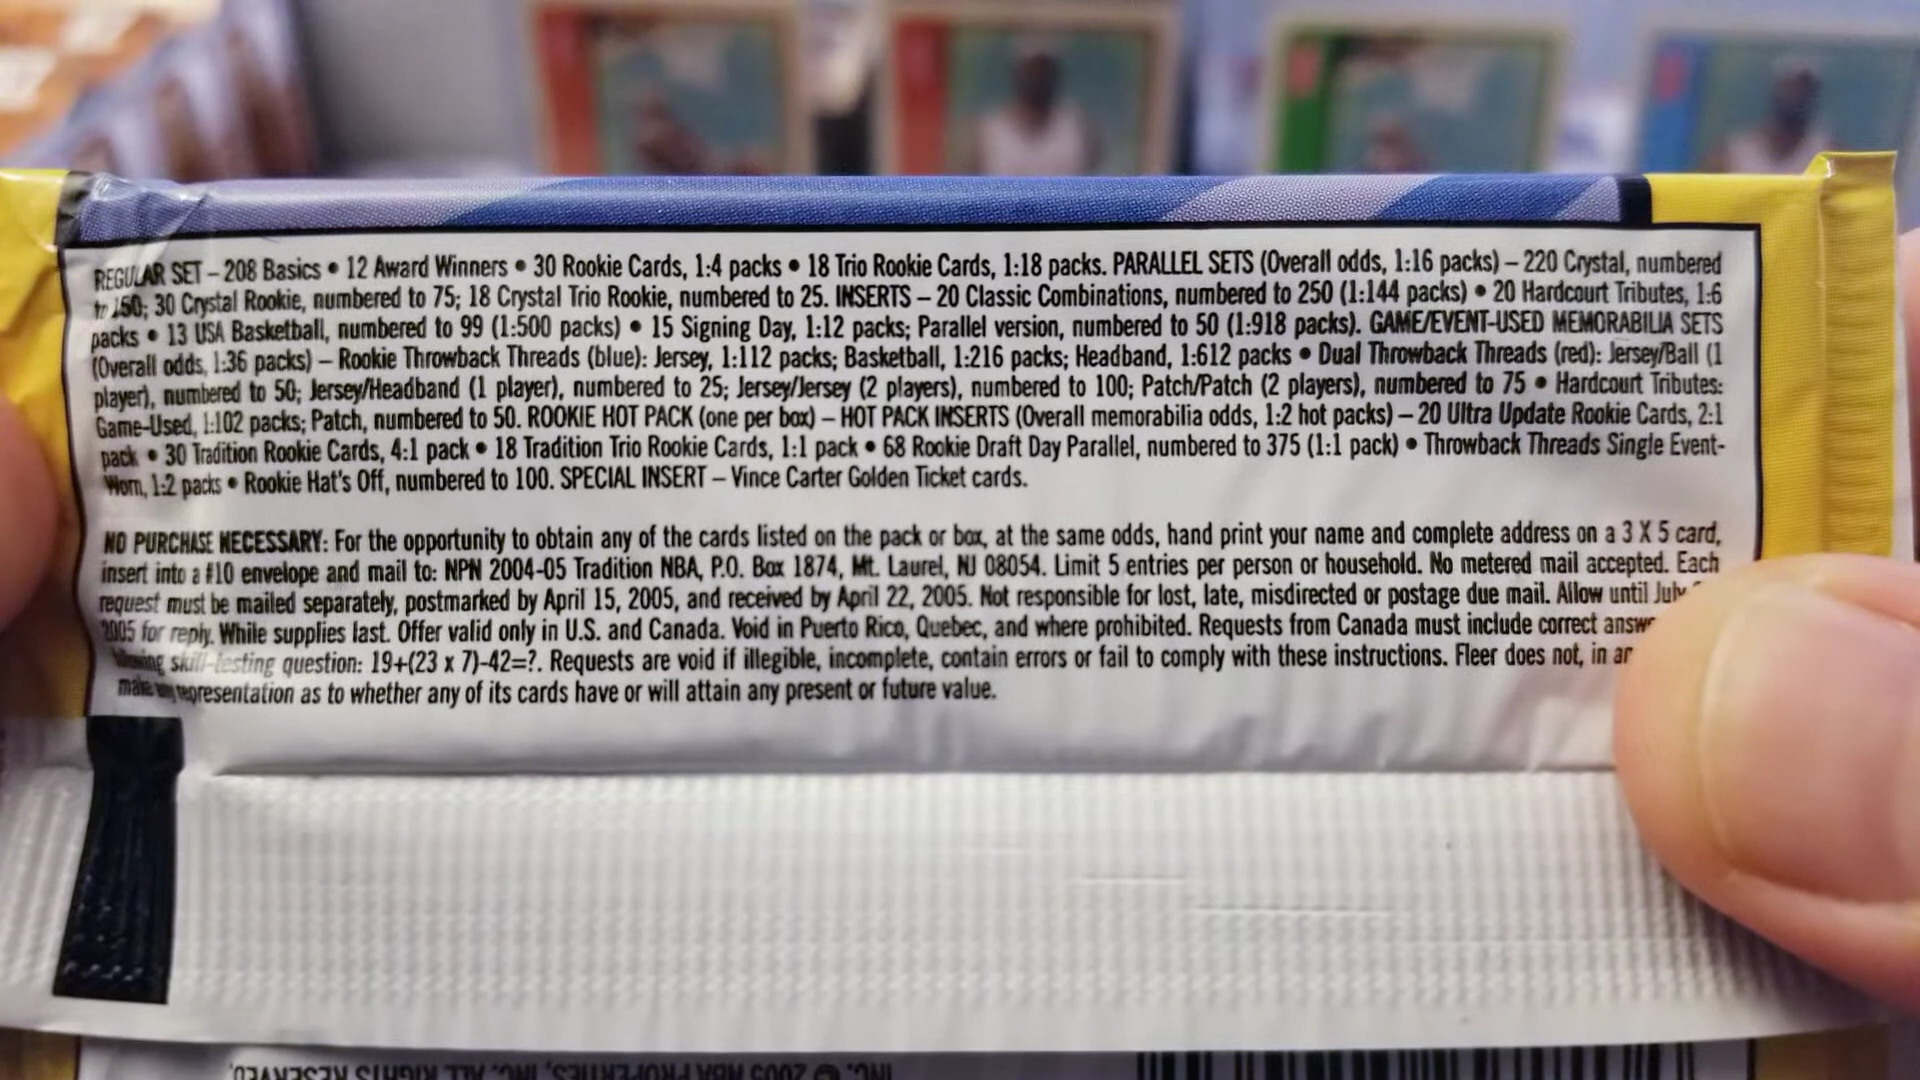 REGULAR SET – 208 Basics • 12 Award Winners • 30 Rookie Cards, 1:4 packs • 18 Trio Rookie Cards, 1:18 packs. PARALLEL SETS (Overall odds, 1:16 packs) – 220 Crystal, numbered
to 150; 30 Crystal Rookie, numbered to 75; 18 Crystal Trio Rookie, numbered to 25. INSERTS – 20 Classic Combinations, numbered to 250 (1:144 packs) • 20 Hardcourt Tributes, 1:6
packs • 13 USA Basketball, numbered to 99 (1:500 packs) • 15 Signing Day, 1:12 packs; Parallel version, numbered to 50 (1:918 packs). GAME/EVENT-USED MEMORABILIA SETS
(Overall odds, 1:36 packs) – Rookie Throwback Threads (blue): Jersey, 1:112 packs; Basketball, 1:216 packs; Headband, 1:612 packs • Dual Throwback Threads (red): Jersey/Ball (1
player), numbered to 50; Jersey/Headband (1 player), numbered to 25; Jersey/Jersey (2 players), numbered to 100; Patch/Patch (2 players), numbered to 75 • Hardcourt Tributes:
Game-Used, 1:102 packs; Patch, numbered to 50. ROOKIE HOT PACK (one per box) – HOT PACK INSERTS (Overall memorabilia odds, 1:2 hot packs) – 20 Ultra Update Rookie Cards, 2:1
pack • 30 Tradition Rookie Cards, 4:1 pack • 18 Tradition Trio Rookie Cards, 1:1 pack • 68 Rookie Draft Day Parallel, numbered to 375 (1:1 pack) • Throwback Threads Single Event-
Worn, 1:2 packs • Rookie Hat's Off, numbered to 100. SPECIAL INSERT – Vince Carter Golden Ticket cards.
NO PURCHASE NECESSARY: For the opportunity to obtain any of the cards listed on the pack or box, at the same odds, hand print your name and complete address on a 3 X 5 card,
insert into a #10 envelope and mail to: NPN 2004-05 Tradition NBA, P.O. Box 1874, Mt. Laurel, NJ 08054. Limit 5 entries per person or household. No metered mail accepted. Each
request must be mailed separately, postmarked by April 15, 2005, and received by April 22, 2005. Not responsible for lost, late, misdirected or postage due mail. Allow until July
2005 for reply. While supplies last. Offer valid only in U.S. and Canada. Void in Puerto Rico, Quebec, and where prohibited. Requests from Canada must include correct
skill-testing question: 19+(23 x 7)-42=?. Requests are void if illegible, incomplete, contain errors or fail to comply with these instructions. Fleer does not, in
make any representation as to whether any of its cards have or will attain any present or future value.
INC. © 2005 NBA PROPERTIES, INC. ALL RIGHTS RESERVED.